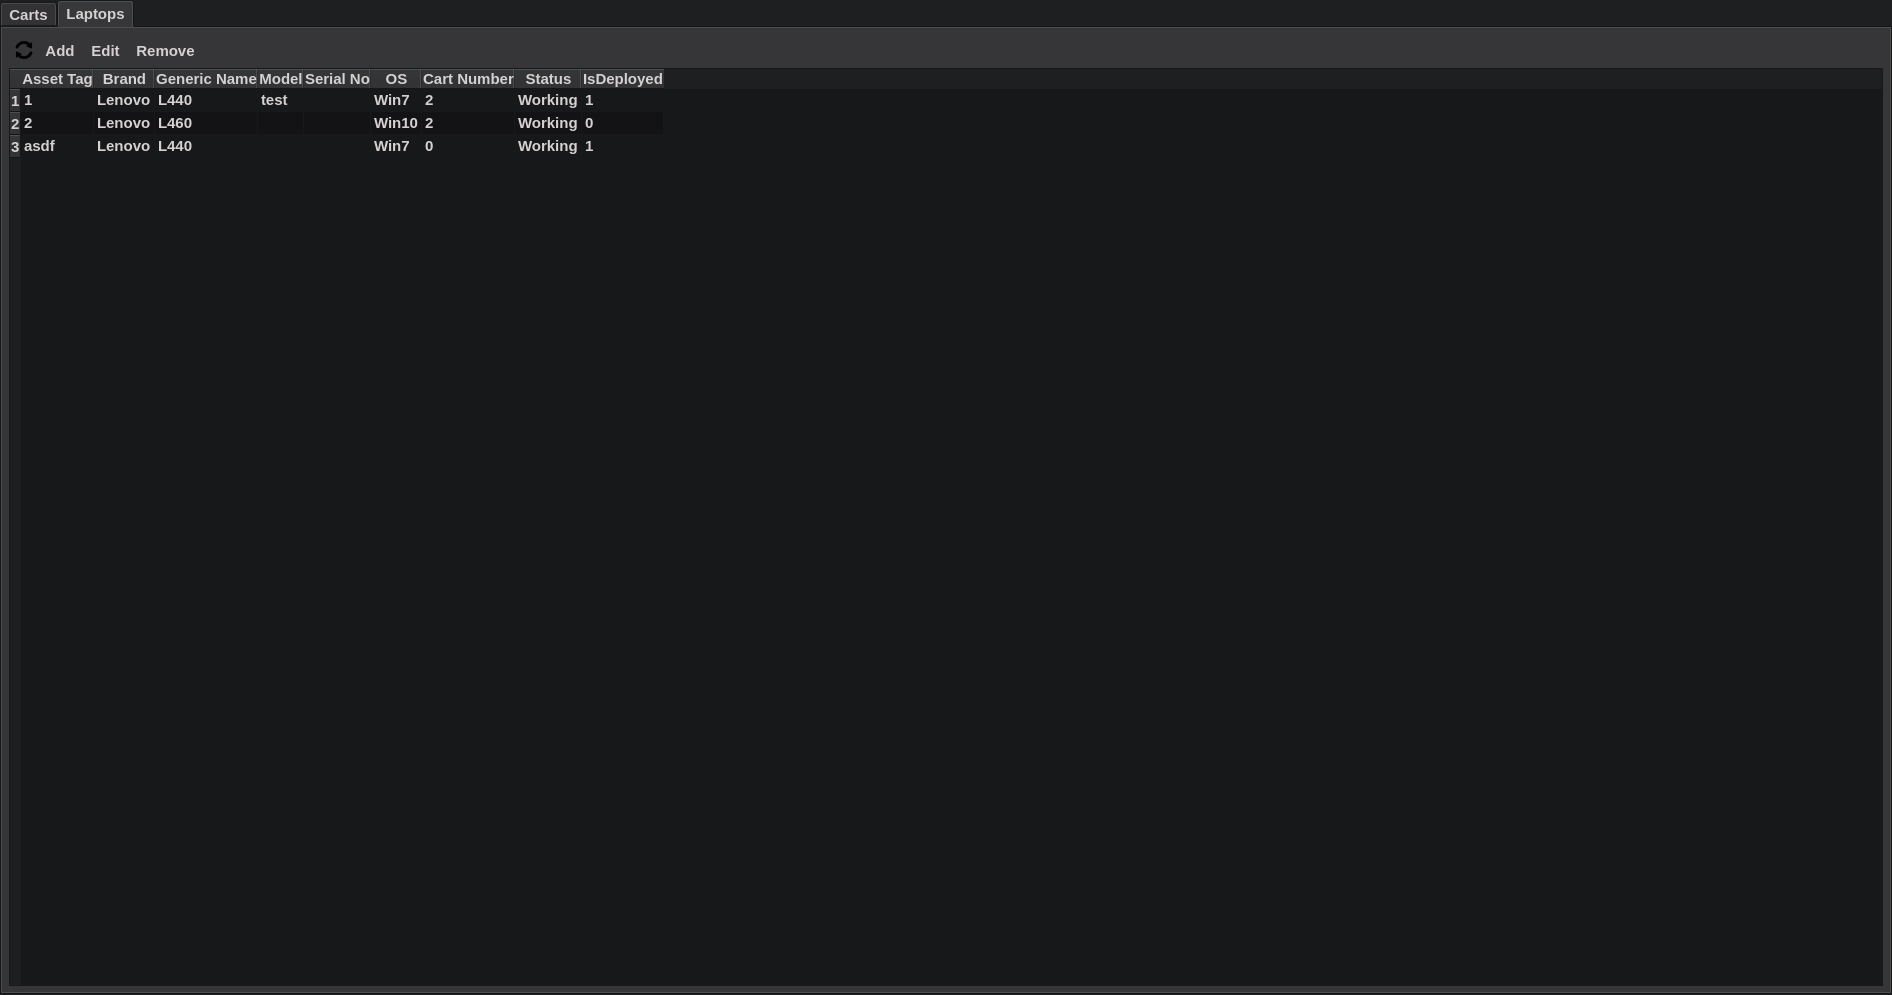 Carts Laptops
Add Edit Remove
Asset Tag Brand Generic Name Model Serial No OS Cart Number Status IsDeployed
1 1 Lenovo L440 test Win7 2 Working 1
2 2 Lenovo L460 Win10 2 Working 0
3 asdf Lenovo L440 Win7 0 Working 1